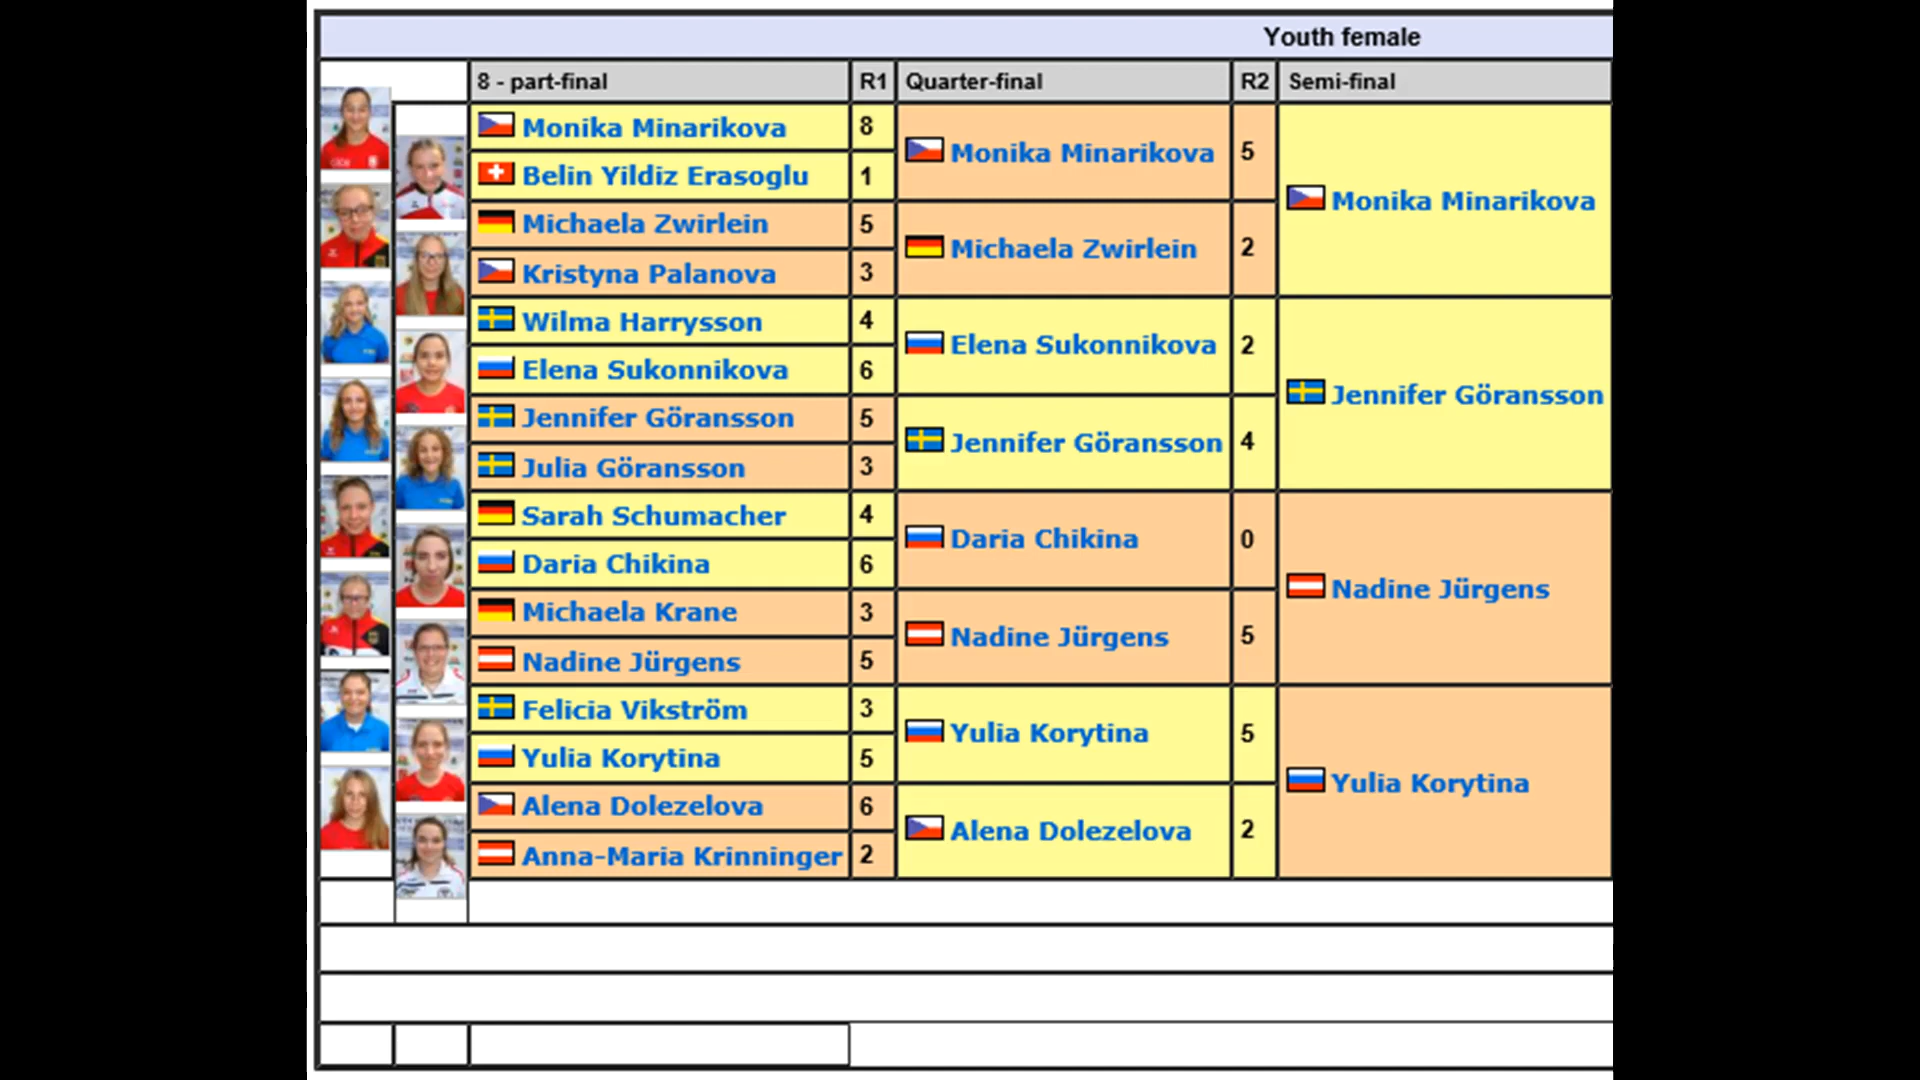 Youth female
8 - part-final R1 Quarter-final R2 Semi-final
Monika Minarikova 8
Belin Yildiz Erasoglu 1
Monika Minarikova 5
Michaela Zwirlein 5
Kristyna Palanova 3
Michaela Zwirlein 2
Monika Minarikova
Wilma Harrysson 4
Elena Sukonnikova 6
Elena Sukonnikova 2
Jennifer Göransson 5
Julia Göransson 3
Jennifer Göransson 4
Jennifer Göransson
Sarah Schumacher 4
Daria Chikina 6
Daria Chikina 0
Michaela Krane 3
Nadine Jürgens 5
Nadine Jürgens 5
Nadine Jürgens
Felicia Vikström 3
Yulia Korytina 5
Yulia Korytina 5
Alena Dolezelova 6
Anna-Maria Krinninger 2
Alena Dolezelova 2
Yulia Korytina